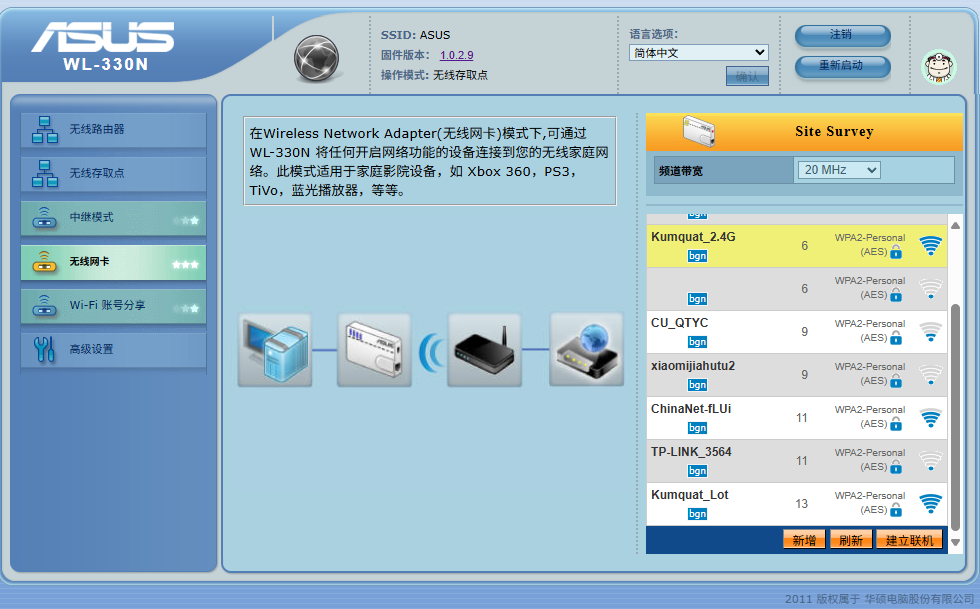 ASUS
WL-330N
SSID: ASUS
固件版本: 1.0.2.9
操作模式: 无线存取点
语言选项:
简体中文
确认
注销
重新启动
无线路由器
无线存取点
中继模式
无线网卡
Wi-Fi 账号分享
高级设置
在Wireless Network Adapter(无线网卡)模式下,可通过
WL-330N 将任何开启网络功能的设备连接到您的无线家庭网
络。此模式适用于家庭影院设备，如 Xbox 360，PS3，
TiVo，蓝光播放器，等等。
Site Survey
频道带宽
20 MHz
Kumquat_2.4G
bgn
6
WPA2-Personal
(AES)
bgn
6
WPA2-Personal
(AES)
CU_QTYC
bgn
9
WPA2-Personal
(AES)
xiaomijiahutu2
bgn
9
WPA2-Personal
(AES)
ChinaNet-fLUi
bgn
11
WPA2-Personal
(AES)
TP-LINK_3564
bgn
11
WPA2-Personal
(AES)
Kumquat_Lot
bgn
13
WPA2-Personal
(AES)
新增
刷新
建立联机
2011 版权属于 华硕电脑股份有限公司